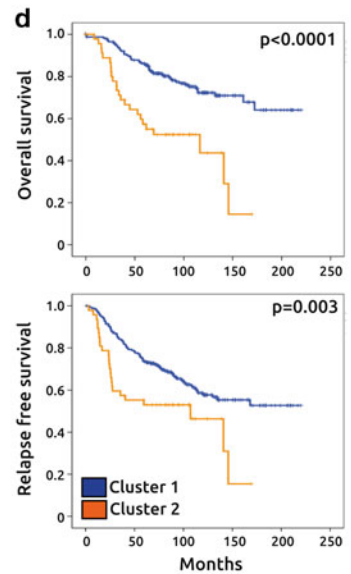 d
p<0.0001
Overall survival
1.0
0.8
0.6
0.4
0.2
0
0 50 100 150 200 250
p=0.003
Relapse free survival
1.0
0.8
0.6
0.4
0.2
0
Cluster 1
Cluster 2
0 50 100 150 200 250
Months